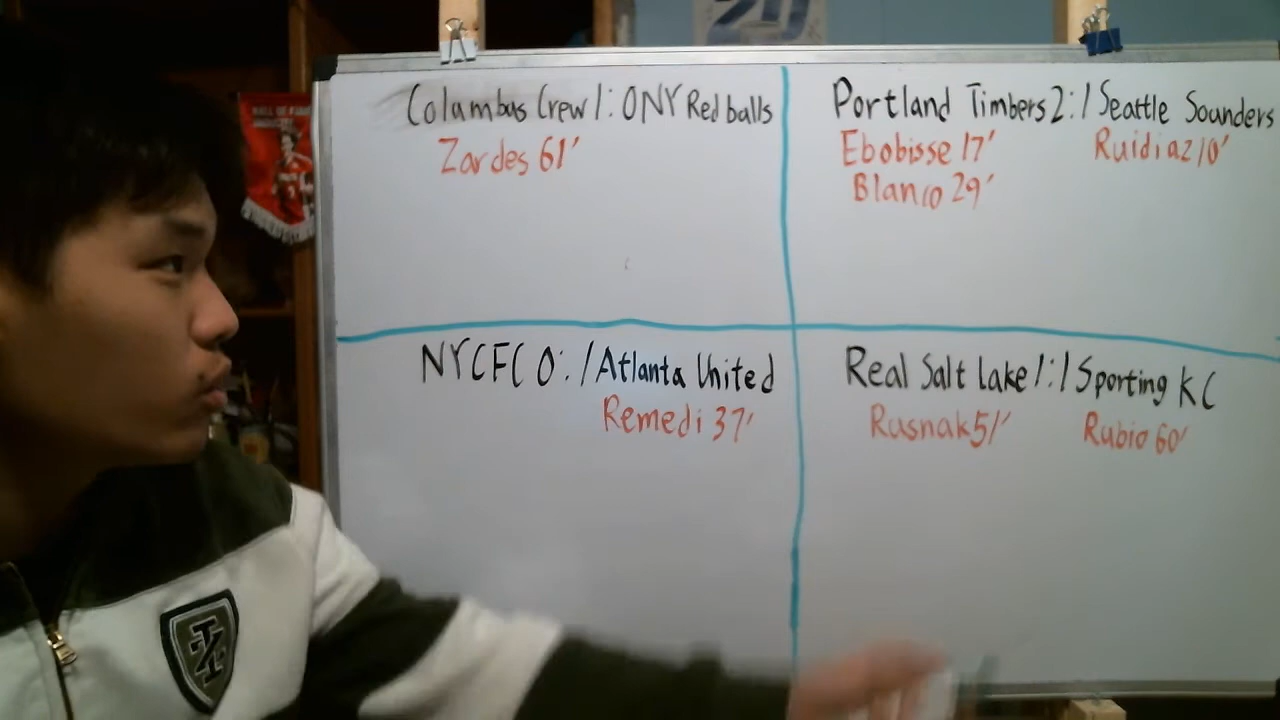 Columbus Crew 1:0 NY Red balls
Zardes 61'
Portland Timbers 2:1 Seattle Sounders
Ebobisse 17' Ruidiaz 10'
Blanco 29'
NYCFC 0:1 Atlanta United
Remedi 37'
Real Salt Lake 1:1 Sporting KC
Rusnak 51' Rubio 60'